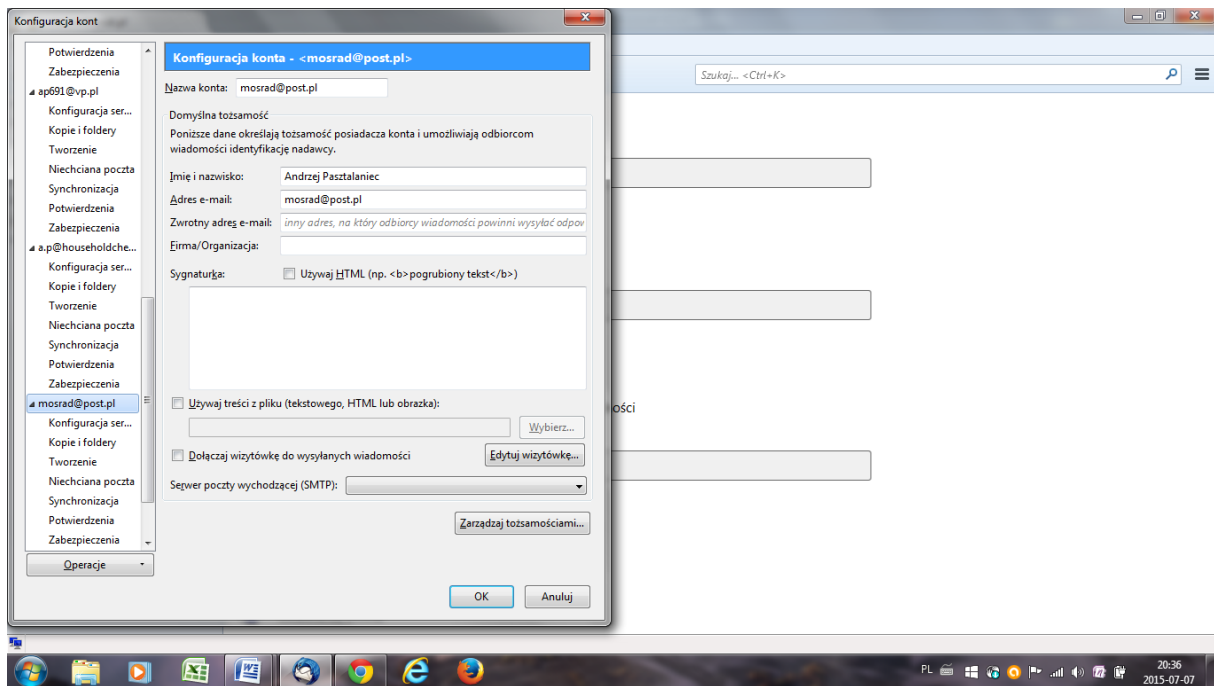 Konfiguracja kont
Potwierdzenia
Zabezpieczenia
ap691@vp.pl
Konfiguracja ser...
Kopie i foldery
Tworzenie
Niechciana poczta
Synchronizacja
Potwierdzenia
Zabezpieczenia
a.p@householdche...
Konfiguracja ser...
Kopie i foldery
Tworzenie
Niechciana poczta
Synchronizacja
Potwierdzenia
Zabezpieczenia
mosrad@post.pl
Konfiguracja ser...
Kopie i foldery
Tworzenie
Niechciana poczta
Synchronizacja
Potwierdzenia
Zabezpieczenia
Operacje
Konfiguracja konta - <mosrad@post.pl>
Nazwa konta: mosrad@post.pl
Domyślna tożsamość
Poniższe dane określają tożsamość posiadacza konta i umożliwiają odbiorcom
wiadomości identyfikację nadawcy.
Imię i nazwisko: Andrzej Pasztalaniec
Adres e-mail: mosrad@post.pl
Zwrotny adres e-mail: inny adres, na który odbiorcy wiadomości powinni wysyłać odpow
Firma/Organizacja:
Sygnaturka: Używaj HTML (np. <b>pogrubiony tekst</b>)
Używaj treści z pliku (tekstowego, HTML lub obrazka):
Wybierz...
Dołączaj wizytówkę do wysyłanych wiadomości Edytuj wizytówkę...
Serwer poczty wychodzącej (SMTP):
Zarządzaj tożsamościami...
OK Anuluj
Szukaj... <Ctrl+K>
ości
PL 20:36
2015-07-07